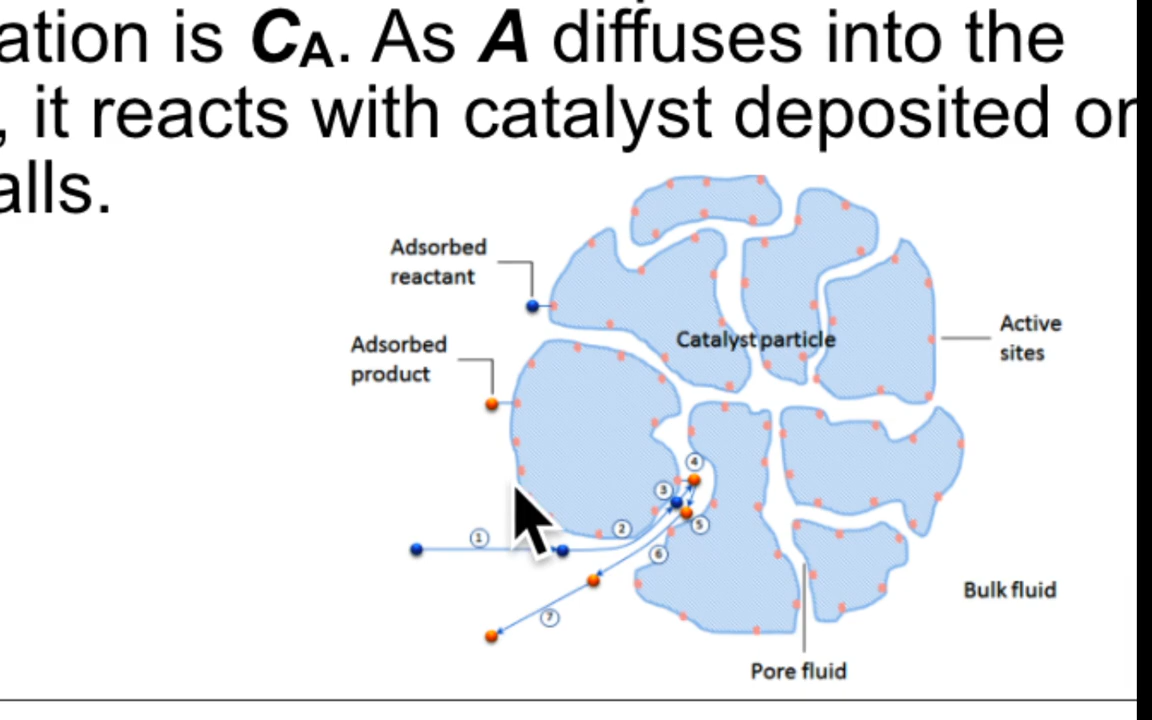 ation is CA. As A diffuses into the
, it reacts with catalyst deposited or
alls.
Adsorbed
reactant
Catalyst particle
Active
sites
Adsorbed
product
4
3
5
1
2
6
7
Bulk fluid
Pore fluid